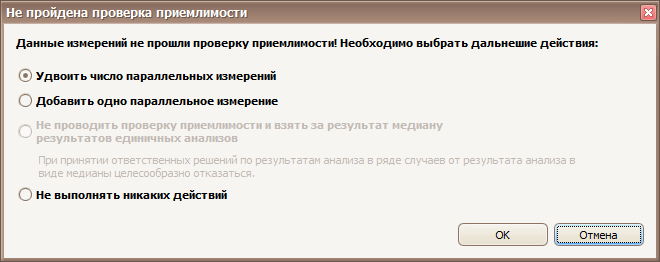 Не пройдена проверка приемлимости
Данные измерений не прошли проверку приемлимости! Необходимо выбрать дальнешие действия:
Удвоить число параллельных измерений
Добавить одно параллельное измерение
Не проводить проверку приемлимости и взять за результат медиану
результатов единичных анализов
При принятии ответственных решений по результатам анализа в ряде случаев от результата анализа в
виде медианы целесообразно отказаться.
Не выполнять никаких действий
OK
Отмена